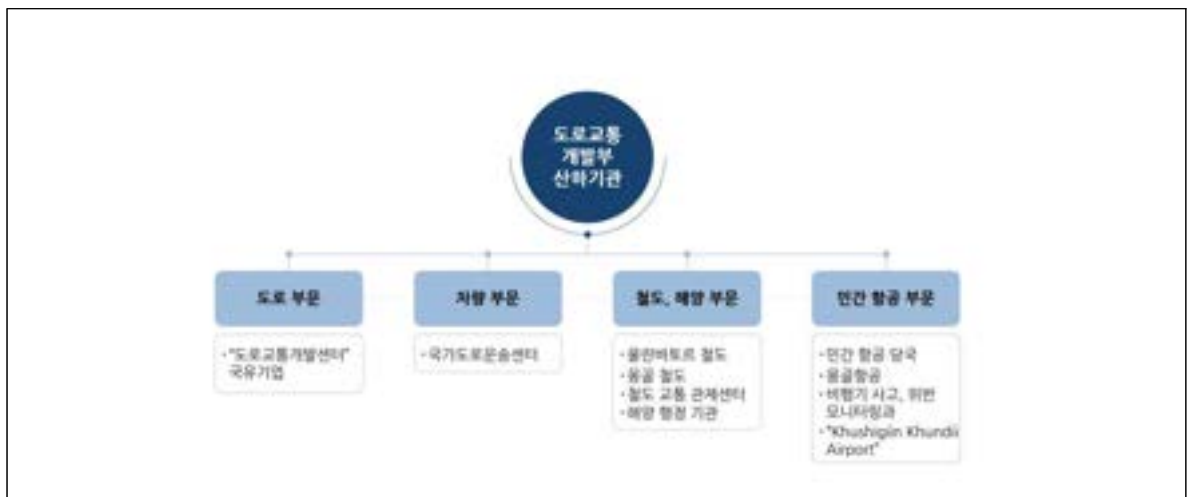 도로교통
개발부
산하기관
도로 부문
차량 부문
철도, 해양 부문
민간 항공 부문
· "도로교통개발센터"
국유기업
· 국가도로운송센터
· 울란바토르 철도
· 몽골 철도
· 철도 교통 관제센터
· 해양 행정 기관
· 민간 항공 당국
· 몽골항공
· 비행기 사고, 위반
모니터링과
· "Khushigiin Khundii
Airport"